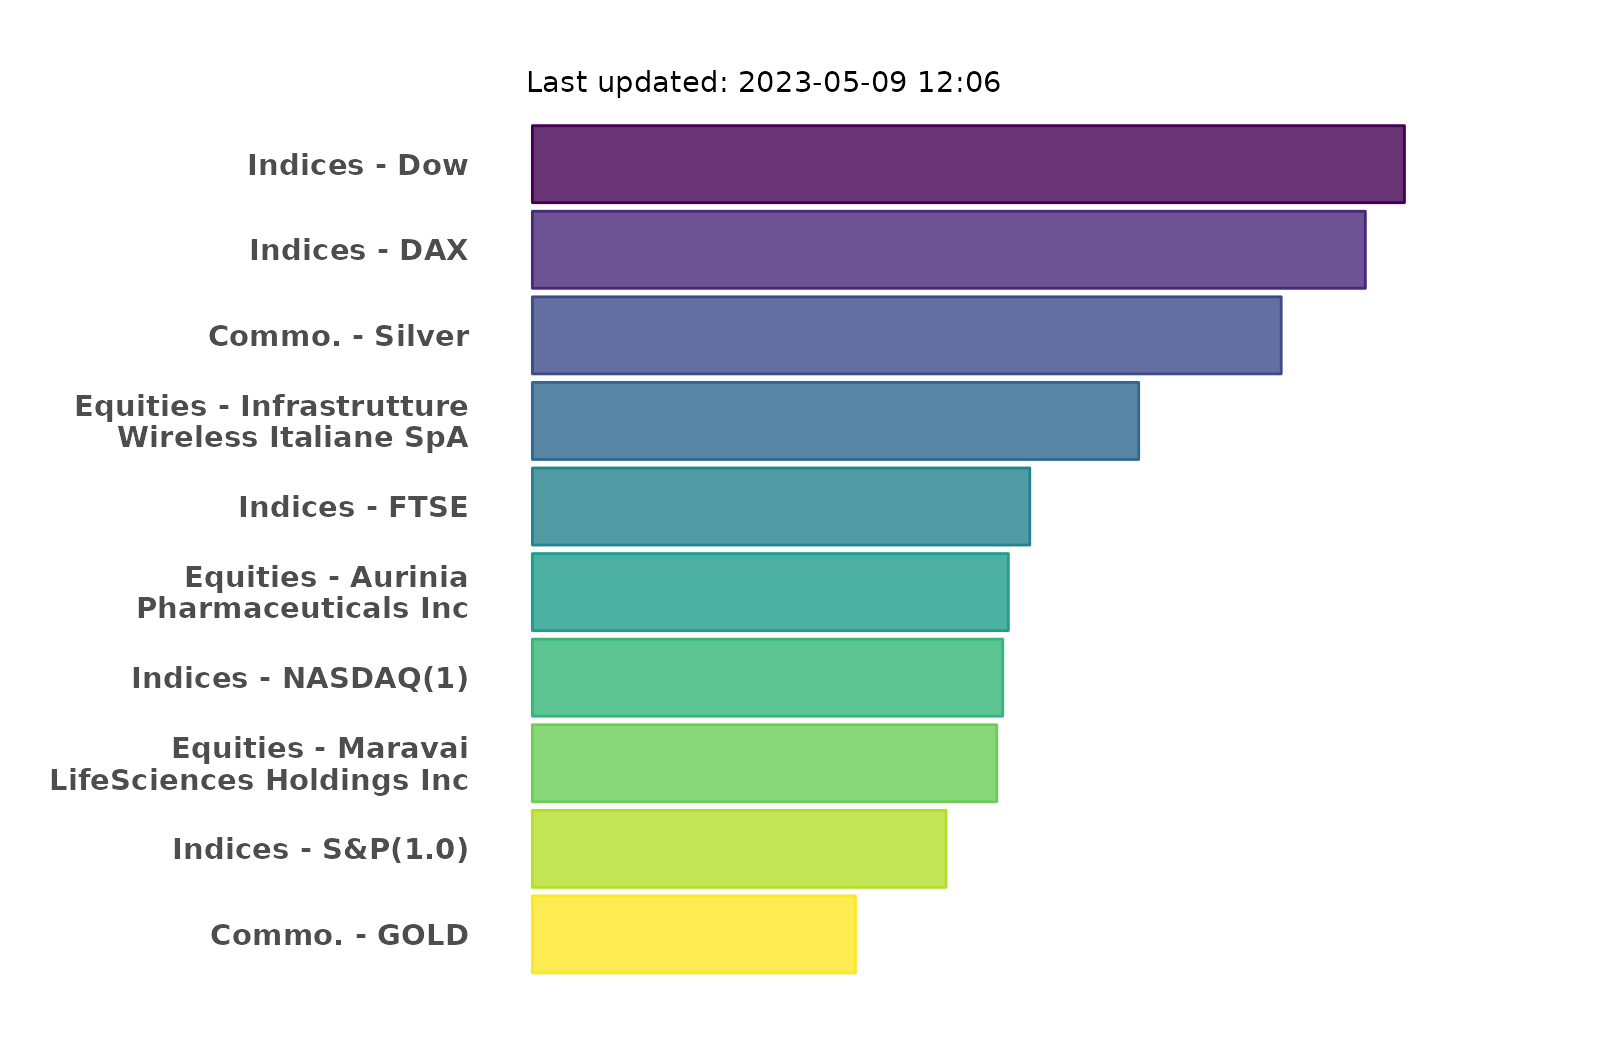 Last updated: 2023-05-09 12:06
Indices - Dow
Indices - DAX
Commo. - Silver
Equities - Infrastrutture
Wireless Italiane SpA
Indices - FTSE
Equities - Aurinia
Pharmaceuticals Inc
Indices - NASDAQ(1)
Equities - Maravai
LifeSciences Holdings Inc
Indices - S&P(1.0)
Commo. - GOLD